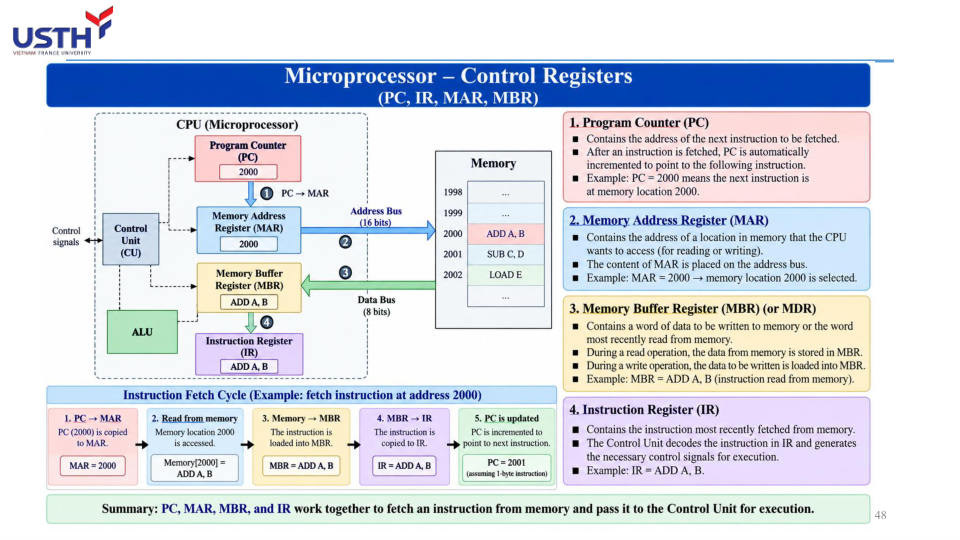 USTH
VIETNAM FRANCE UNIVERSITY
Microprocessor – Control Registers
(PC, IR, MAR, MBR)
CPU (Microprocessor)
Program Counter
(PC)
2000
1 PC → MAR
Memory Address
Register (MAR)
2000
Control
signals
Control
Unit
(CU)
Memory Buffer
Register (MBR)
ADD A, B
4
ALU
Instruction Register
(IR)
ADD A, B
Address Bus
(16 bits)
2
3
Data Bus
(8 bits)
Memory
1998 ...
1999 ...
2000 ADD A, B
2001 SUB C, D
2002 LOAD E
...
1. Program Counter (PC)
■ Contains the address of the next instruction to be fetched.
■ After an instruction is fetched, PC is automatically
incremented to point to the following instruction.
■ Example: PC = 2000 means the next instruction is
at memory location 2000.
2. Memory Address Register (MAR)
■ Contains the address of a location in memory that the CPU
wants to access (for reading or writing).
■ The content of MAR is placed on the address bus.
■ Example: MAR = 2000 → memory location 2000 is selected.
3. Memory Buffer Register (MBR) (or MDR)
■ Contains a word of data to be written to memory or the word
most recently read from memory.
■ During a read operation, the data from memory is stored in MBR.
■ During a write operation, the data to be written is loaded into MBR.
■ Example: MBR = ADD A, B (instruction read from memory).
4. Instruction Register (IR)
■ Contains the instruction most recently fetched from memory.
■ The Control Unit decodes the instruction in IR and generates
the necessary control signals for execution.
■ Example: IR = ADD A, B.
Instruction Fetch Cycle (Example: fetch instruction at address 2000)
1. PC → MAR
PC (2000) is copied
to MAR.
MAR = 2000
2. Read from memory
Memory location 2000
is accessed.
Memory[2000] =
ADD A, B
3. Memory → MBR
The instruction is
loaded into MBR.
MBR = ADD A, B
4. MBR → IR
The instruction is
copied to IR.
IR = ADD A, B
5. PC is updated
PC is incremented to
point to next instruction.
PC = 2001
(assuming 1-byte instruction)
Summary: PC, MAR, MBR, and IR work together to fetch an instruction from memory and pass it to the Control Unit for execution.
48